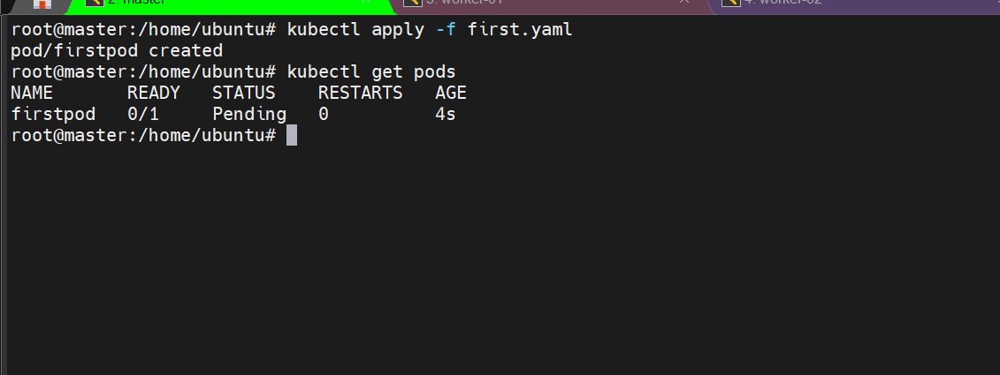 2. master
3. worker-01
4. worker-02
root@master:/home/ubuntu# kubectl apply -f first.yaml
pod/firstpod created
root@master:/home/ubuntu# kubectl get pods
NAME READY STATUS RESTARTS AGE
firstpod 0/1 Pending 0 4s
root@master:/home/ubuntu#